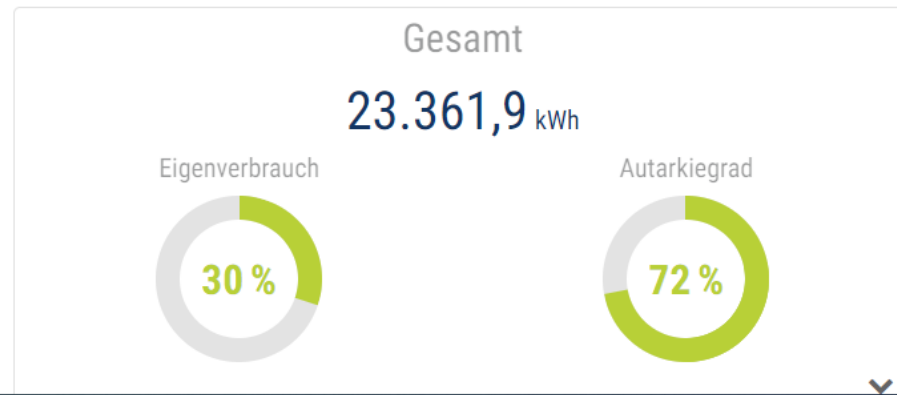 Gesamt
23.361,9 kWh
Eigenverbrauch
Autarkiegrad
30 %
72 %